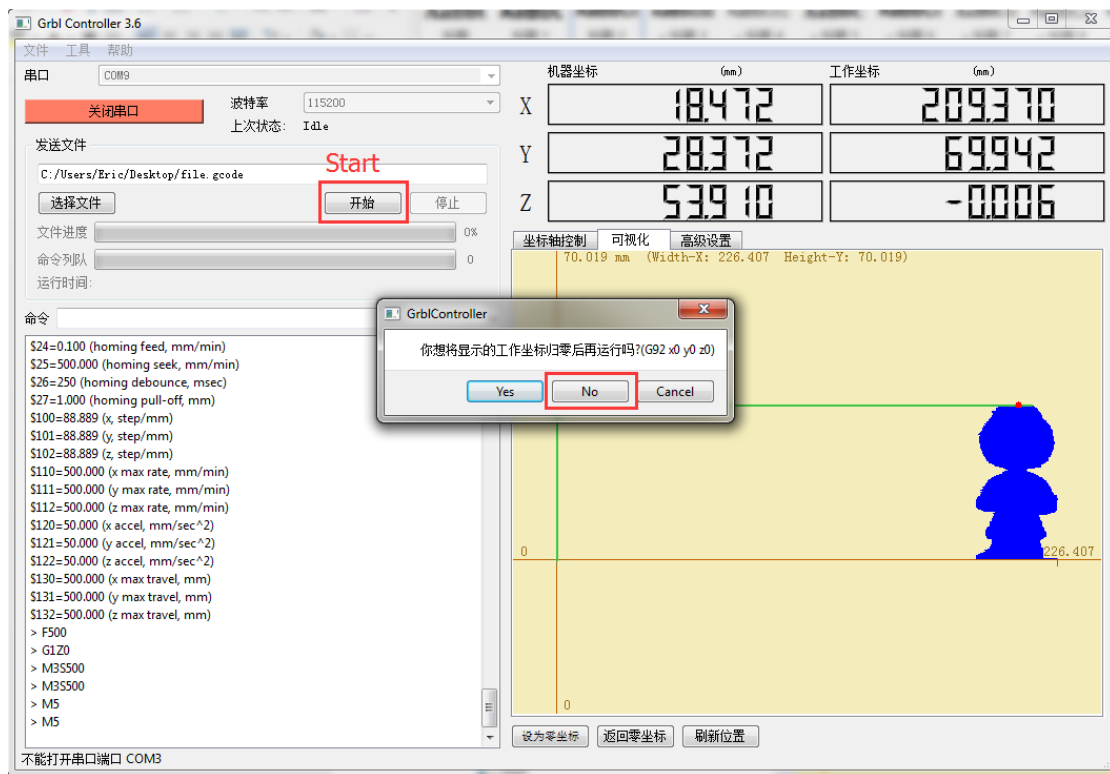 Grbl Controller 3.6
文件 工具 帮助
串口 COM9
关闭串口
波特率 115200
上次状态: Idle
发送文件
Start
C:/Users/Eric/Desktop/file.gcode
选择文件 开始 停止
文件进度 0%
命令列队 0
运行时间:
命令
$24=0.100 (homing feed, mm/min)
$25=500.000 (homing seek, mm/min)
$26=250 (homing debounce, msec)
$27=1.000 (homing pull-off, mm)
$100=88.889 (x, step/mm)
$101=88.889 (y, step/mm)
$102=88.889 (z, step/mm)
$110=500.000 (x max rate, mm/min)
$111=500.000 (y max rate, mm/min)
$112=500.000 (z max rate, mm/min)
$120=50.000 (x accel, mm/sec^2)
$121=50.000 (y accel, mm/sec^2)
$122=50.000 (z accel, mm/sec^2)
$130=500.000 (x max travel, mm)
$131=500.000 (y max travel, mm)
$132=500.000 (z max travel, mm)
> F500
> G1Z0
> M3S500
> M3S500
> M5
> M5
不能打开串口端口 COM3
机器坐标 (mm) 工作坐标 (mm)
X 18.472 209.370
Y 28.372 69.942
Z 53.910 -0.006
坐标轴控制 可视化 高级设置
70.019 mm (Width-X: 226.407 Height-Y: 70.019)
GrblController
你想将显示的工作坐标归零后再运行吗?(G92 x0 y0 z0)
Yes No Cancel
0 226.407
0
设为零坐标 返回零坐标 刷新位置